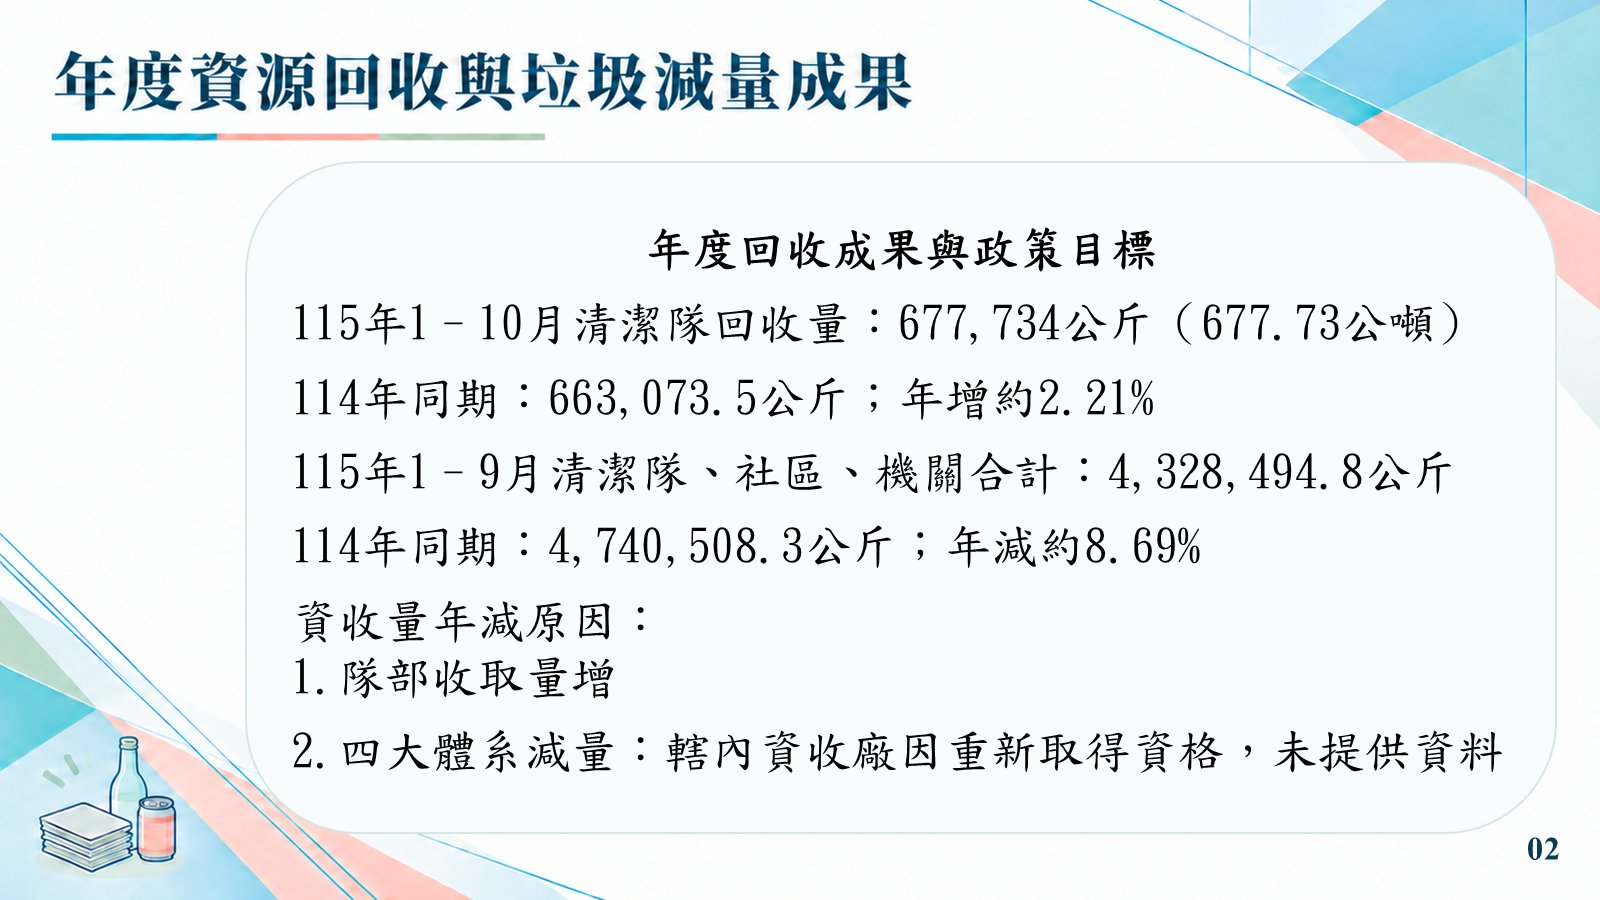 年度資源回收與垃圾減量成果
年度回收成果與政策目標
115年1–10月清潔隊回收量：677,734公斤（677.73公噸）
114年同期：663,073.5公斤；年增約2.21%
115年1–9月清潔隊、社區、機關合計：4,328,494.8公斤
114年同期：4,740,508.3公斤；年減約8.69%
資收量年減原因：
1.隊部收取量增
2.四大體系減量：轄內資收廠因重新取得資格，未提供資料
02